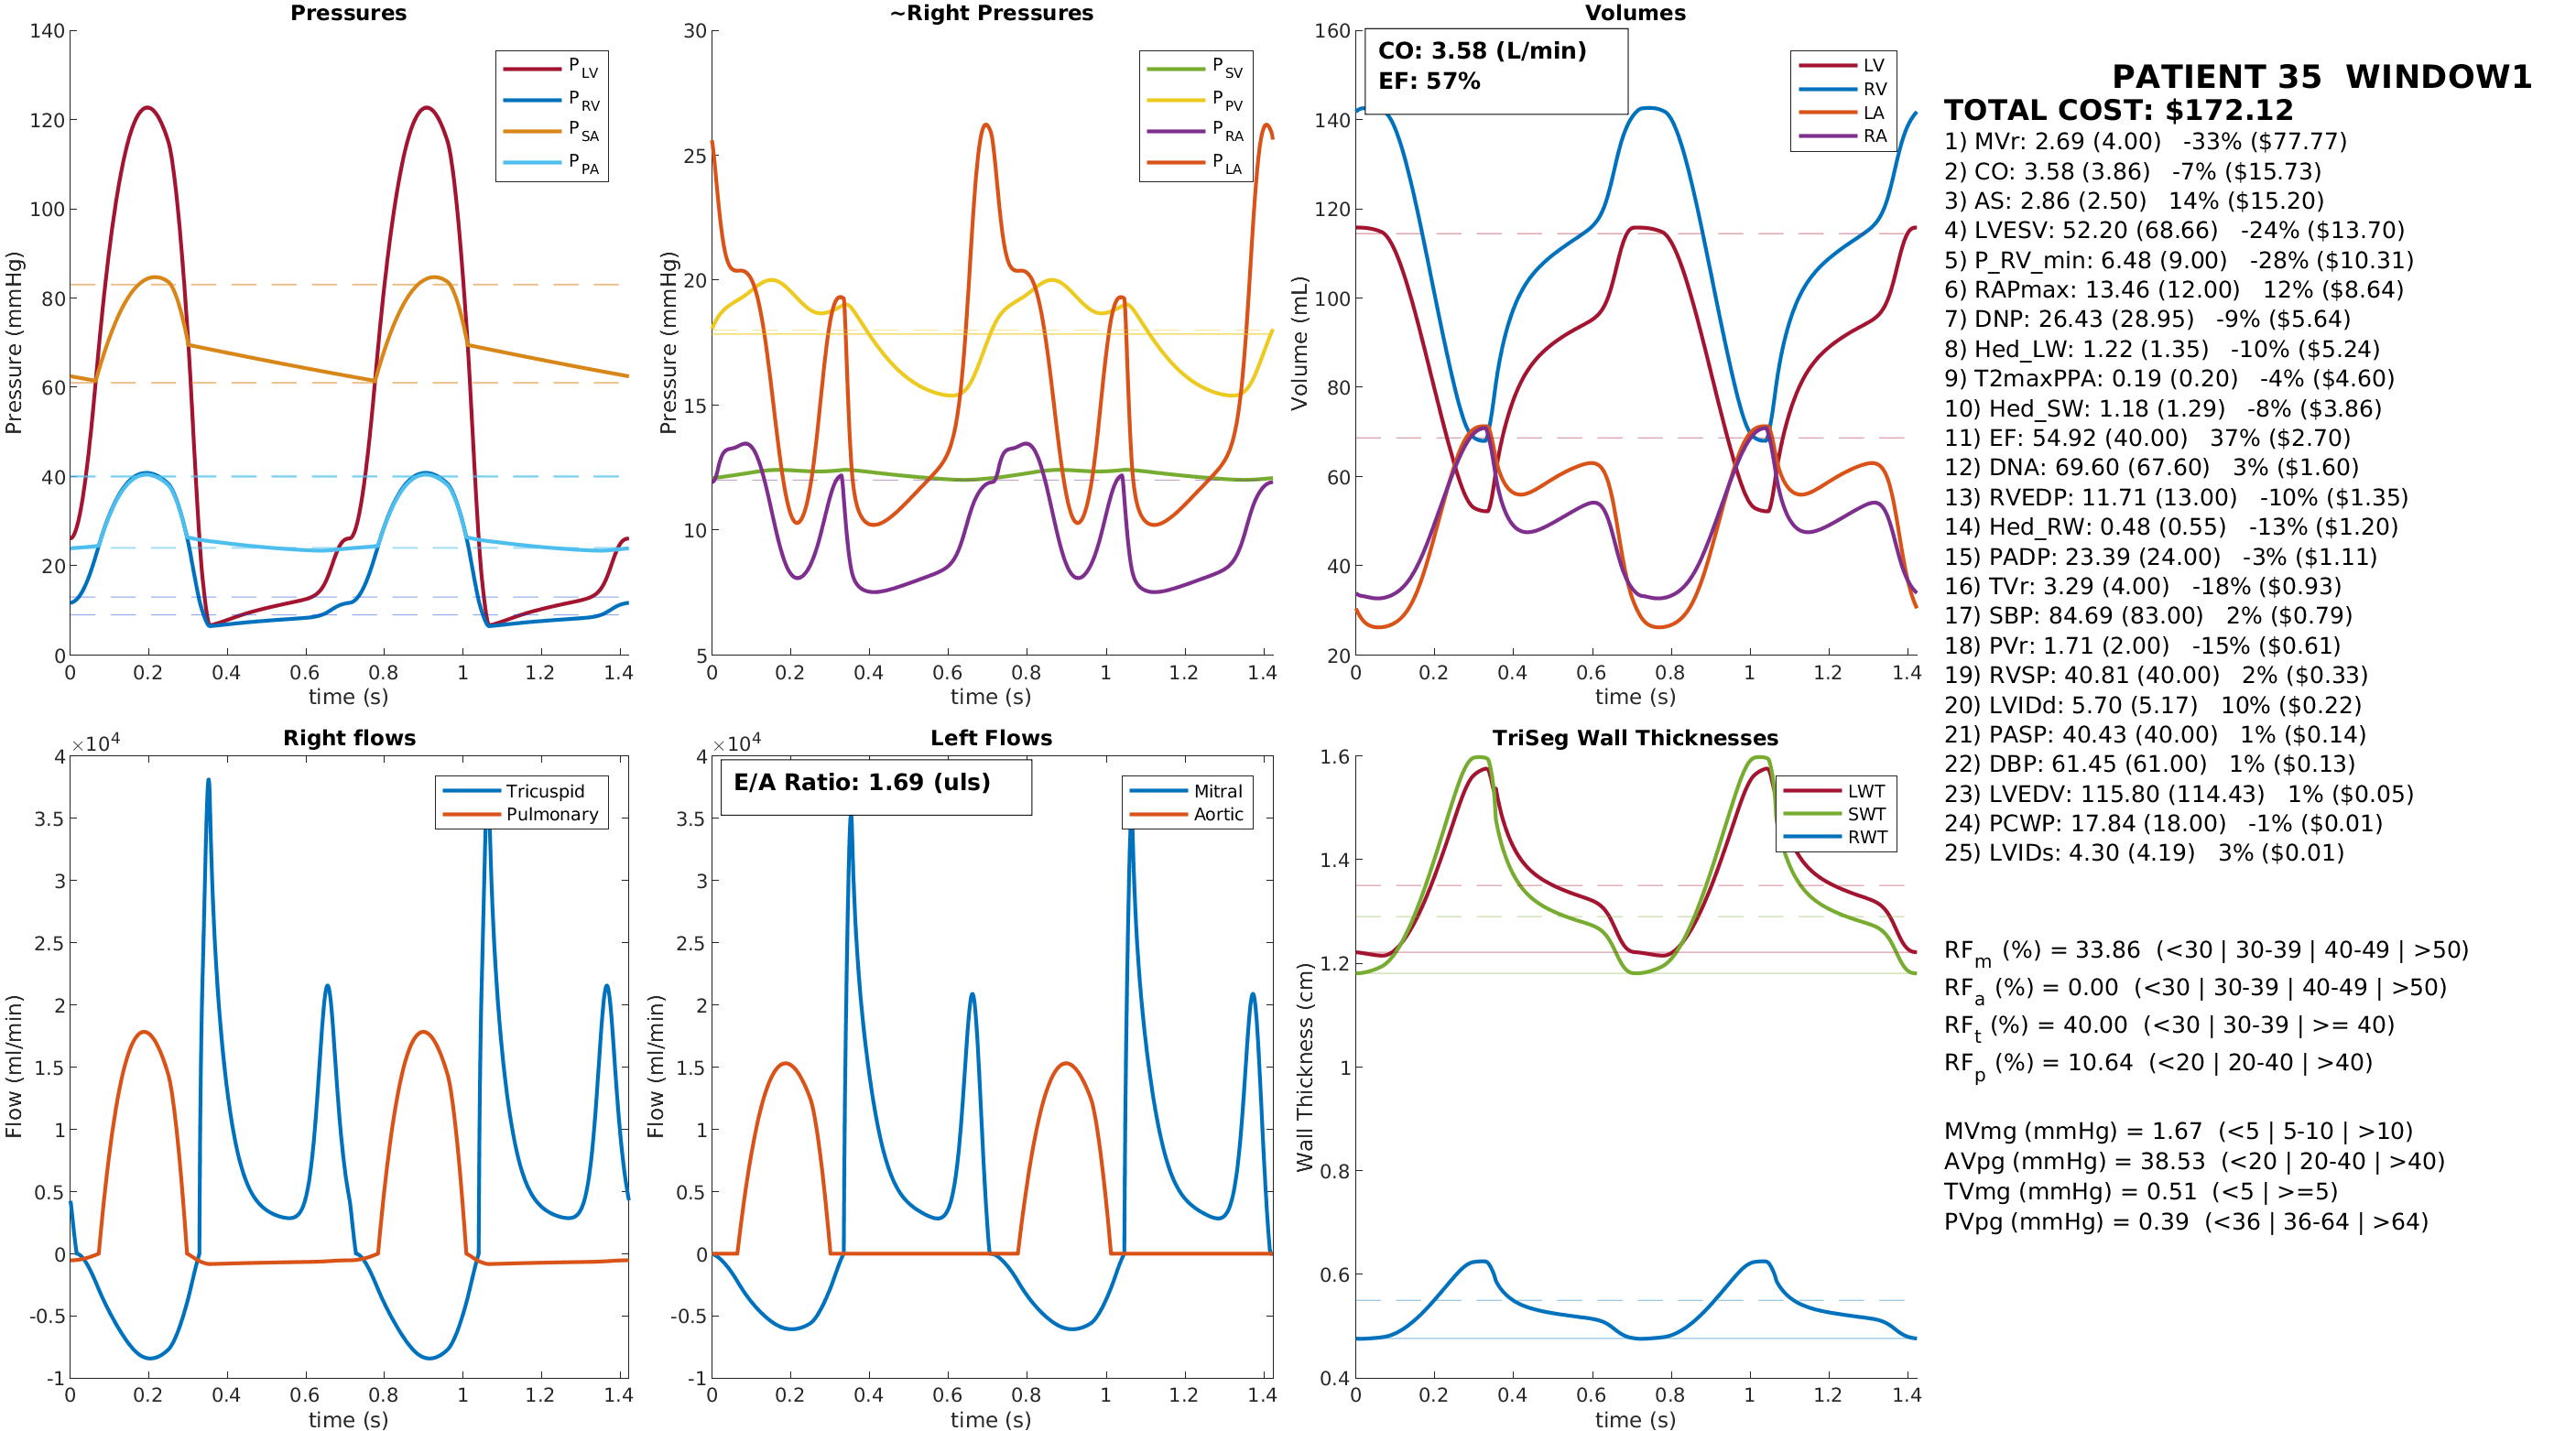 Pressures
P LV
P RV
P SA
P PA
Pressure (mmHg)
140
120
100
80
60
40
20
0
0 0.2 0.4 0.6 0.8 1 1.2 1.4
time (s)
~Right Pressures
P SV
P PV
P RA
P LA
Pressure (mmHg)
30
25
20
15
10
5
0 0.2 0.4 0.6 0.8 1 1.2 1.4
time (s)
Volumes
CO: 3.58 (L/min)
EF: 57%
LV
RV
LA
RA
Volume (mL)
160
140
120
100
80
60
40
20
0 0.2 0.4 0.6 0.8 1 1.2 1.4
time (s)
PATIENT 35 WINDOW1
TOTAL COST: $172.12
1) MVr: 2.69 (4.00) -33% ($77.77)
2) CO: 3.58 (3.86) -7% ($15.73)
3) AS: 2.86 (2.50) 14% ($15.20)
4) LVESV: 52.20 (68.66) -24% ($13.70)
5) P_RV_min: 6.48 (9.00) -28% ($10.31)
6) RAPmax: 13.46 (12.00) 12% ($8.64)
7) DNP: 26.43 (28.95) -9% ($5.64)
8) Hed_LW: 1.22 (1.35) -10% ($5.24)
9) T2maxPPA: 0.19 (0.20) -4% ($4.60)
10) Hed_SW: 1.18 (1.29) -8% ($3.86)
11) EF: 54.92 (40.00) 37% ($2.70)
12) DNA: 69.60 (67.60) 3% ($1.60)
13) RVEDP: 11.71 (13.00) -10% ($1.35)
14) Hed_RW: 0.48 (0.55) -13% ($1.20)
15) PADP: 23.39 (24.00) -3% ($1.11)
16) TVr: 3.29 (4.00) -18% ($0.93)
17) SBP: 84.69 (83.00) 2% ($0.79)
18) PVr: 1.71 (2.00) -15% ($0.61)
19) RVSP: 40.81 (40.00) 2% ($0.33)
20) LVIDd: 5.70 (5.17) 10% ($0.22)
21) PASP: 40.43 (40.00) 1% ($0.14)
22) DBP: 61.45 (61.00) 1% ($0.13)
23) LVEDV: 115.80 (114.43) 1% ($0.05)
24) PCWP: 17.84 (18.00) -1% ($0.01)
25) LVIDs: 4.30 (4.19) 3% ($0.01)
RF m (%) = 33.86 (<30 | 30-39 | 40-49 | >50)
RF a (%) = 0.00 (<30 | 30-39 | 40-49 | >50)
RF t (%) = 40.00 (<30 | 30-39 | >= 40)
RF p (%) = 10.64 (<20 | 20-40 | >40)
MVmg (mmHg) = 1.67 (<5 | 5-10 | >10)
AVpg (mmHg) = 38.53 (<20 | 20-40 | >40)
TVmg (mmHg) = 0.51 (<5 | >=5)
PVpg (mmHg) = 0.39 (<36 | 36-64 | >64)
Right flows
×10 4
Tricuspid
Pulmonary
Flow (ml/min)
4
3.5
3
2.5
2
1.5
1
0.5
0
-0.5
-1
0 0.2 0.4 0.6 0.8 1 1.2 1.4
time (s)
Left Flows
×10 4
E/A Ratio: 1.69 (uls)
Mitral
Aortic
Flow (ml/min)
4
3.5
3
2.5
2
1.5
1
0.5
0
-0.5
-1
0 0.2 0.4 0.6 0.8 1 1.2 1.4
time (s)
TriSeg Wall Thicknesses
LWT
SWT
RWT
Wall Thickness (cm)
1.6
1.4
1.2
1
0.8
0.6
0.4
0 0.2 0.4 0.6 0.8 1 1.2 1.4
time (s)